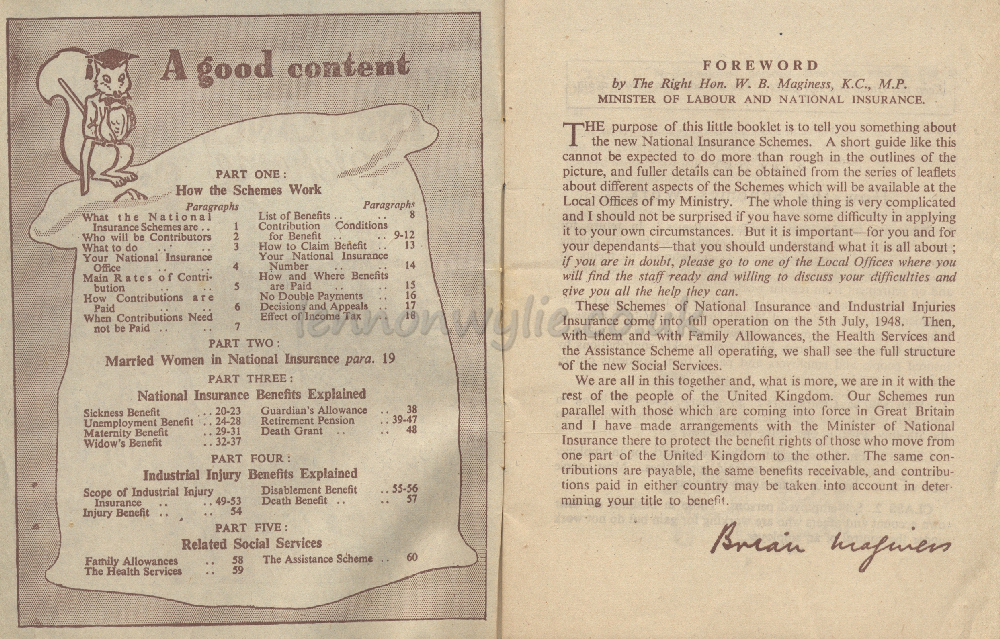 A good content
PART ONE:
How the Schemes Work
Paragraphs
What the National
Insurance Schemes are .. 1
Who will be Contributors 2
What to do .. .. 3
Your National Insurance
Office .. .. 4
Main Rates of Contri-
bution .. .. 5
How Contributions are
Paid .. .. 6
When Contributions Need
not be Paid .. .. 7
Paragraphs
List of Benefits .. .. 8
Contribution Conditions
for Benefit .. .. 9-12
How to Claim Benefit .. 13
Your National Insurance
Number .. .. 14
How and Where Benefits
are Paid .. .. 15
No Double Payments .. 16
Decisions and Appeals .. 17
Effect of Income Tax .. 18
PART TWO:
Married Women in National Insurance para. 19
PART THREE:
National Insurance Benefits Explained
Sickness Benefit .. 20-23
Unemployment Benefit .. 24-28
Maternity Benefit .. 29-31
Widow's Benefit .. 32-37
Guardian's Allowance .. 38
Retirement Pension .. 39-47
Death Grant .. .. 48
PART FOUR:
Industrial Injury Benefits Explained
Scope of Industrial Injury
Insurance .. .. 49-53
Injury Benefit .. .. 54
Disablement Benefit .. 55-56
Death Benefit .. .. 57
PART FIVE:
Related Social Services
Family Allowances .. 58
The Health Services .. 59
The Assistance Scheme .. 60
FOREWORD
by The Right Hon. W. B. Maginess, K.C., M.P.
MINISTER OF LABOUR AND NATIONAL INSURANCE.
THE purpose of this little booklet is to tell you something about
the new National Insurance Schemes. A short guide like this
cannot be expected to do more than rough in the outlines of the
picture, and fuller details can be obtained from the series of leaflets
about different aspects of the Schemes which will be available at the
Local Offices of my Ministry. The whole thing is very complicated
and I should not be surprised if you have some difficulty in applying
it to your own circumstances. But it is important—for you and for
your dependants—that you should understand what it is all about ;
if you are in doubt, please go to one of the Local Offices where you
will find the staff ready and willing to discuss your difficulties and
give you all the help they can.
These Schemes of National Insurance and Industrial Injuries
Insurance come into full operation on the 5th July, 1948. Then,
with them and with Family Allowances, the Health Services and
the Assistance Scheme all operating, we shall see the full structure
of the new Social Services.
We are all in this together and, what is more, we are in it with the
rest of the people of the United Kingdom. Our Schemes run
parallel with those which are coming into force in Great Britain
and I have made arrangements with the Minister of National
Insurance there to protect the benefit rights of those who move from
one part of the United Kingdom to the other. The same con-
tributions are payable, the same benefits receivable, and contribu-
tions paid in either country may be taken into account in deter-
mining your title to benefit.
Brian Maginess
lennonwylie.co.uk